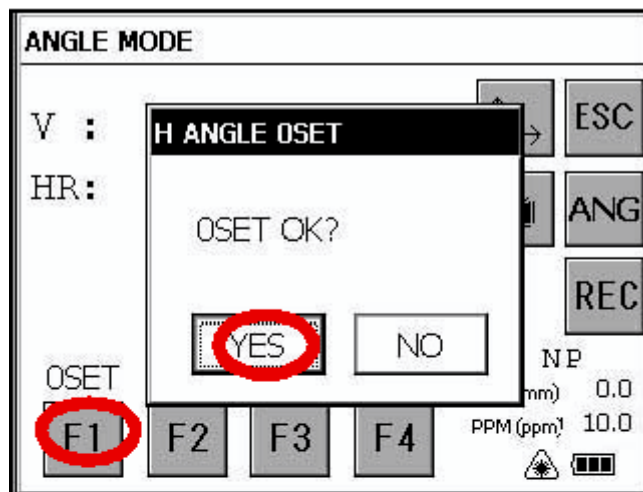 ANGLE MODE
V :
ESC
H ANGLE 0SET
HR:
ANG
0SET OK?
REC
YES
NO
NP
0SET
mm) 0.0
F1
F2
F3
F4
PPM (ppm) 10.0